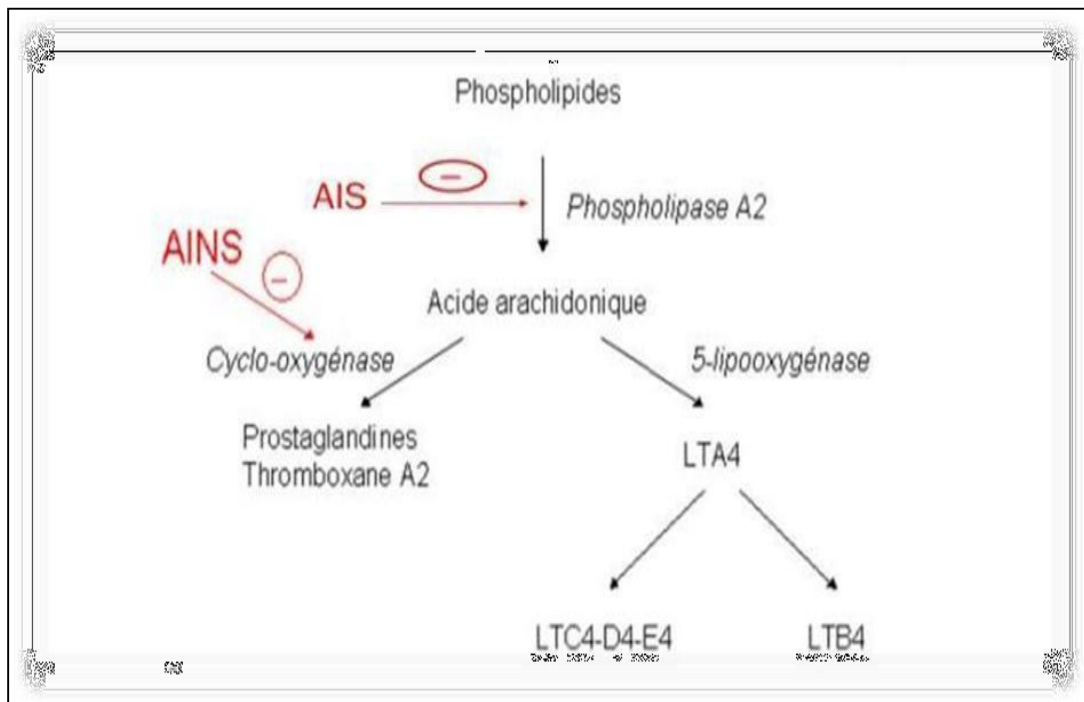 Phospholipides
AIS
−
Phospholipase A2
AINS
−
Acide arachidonique
Cyclo-oxygénase
5-lipooxygénase
Prostaglandines
Thromboxane A2
LTA4
LTC4-D4-E4
LTB4